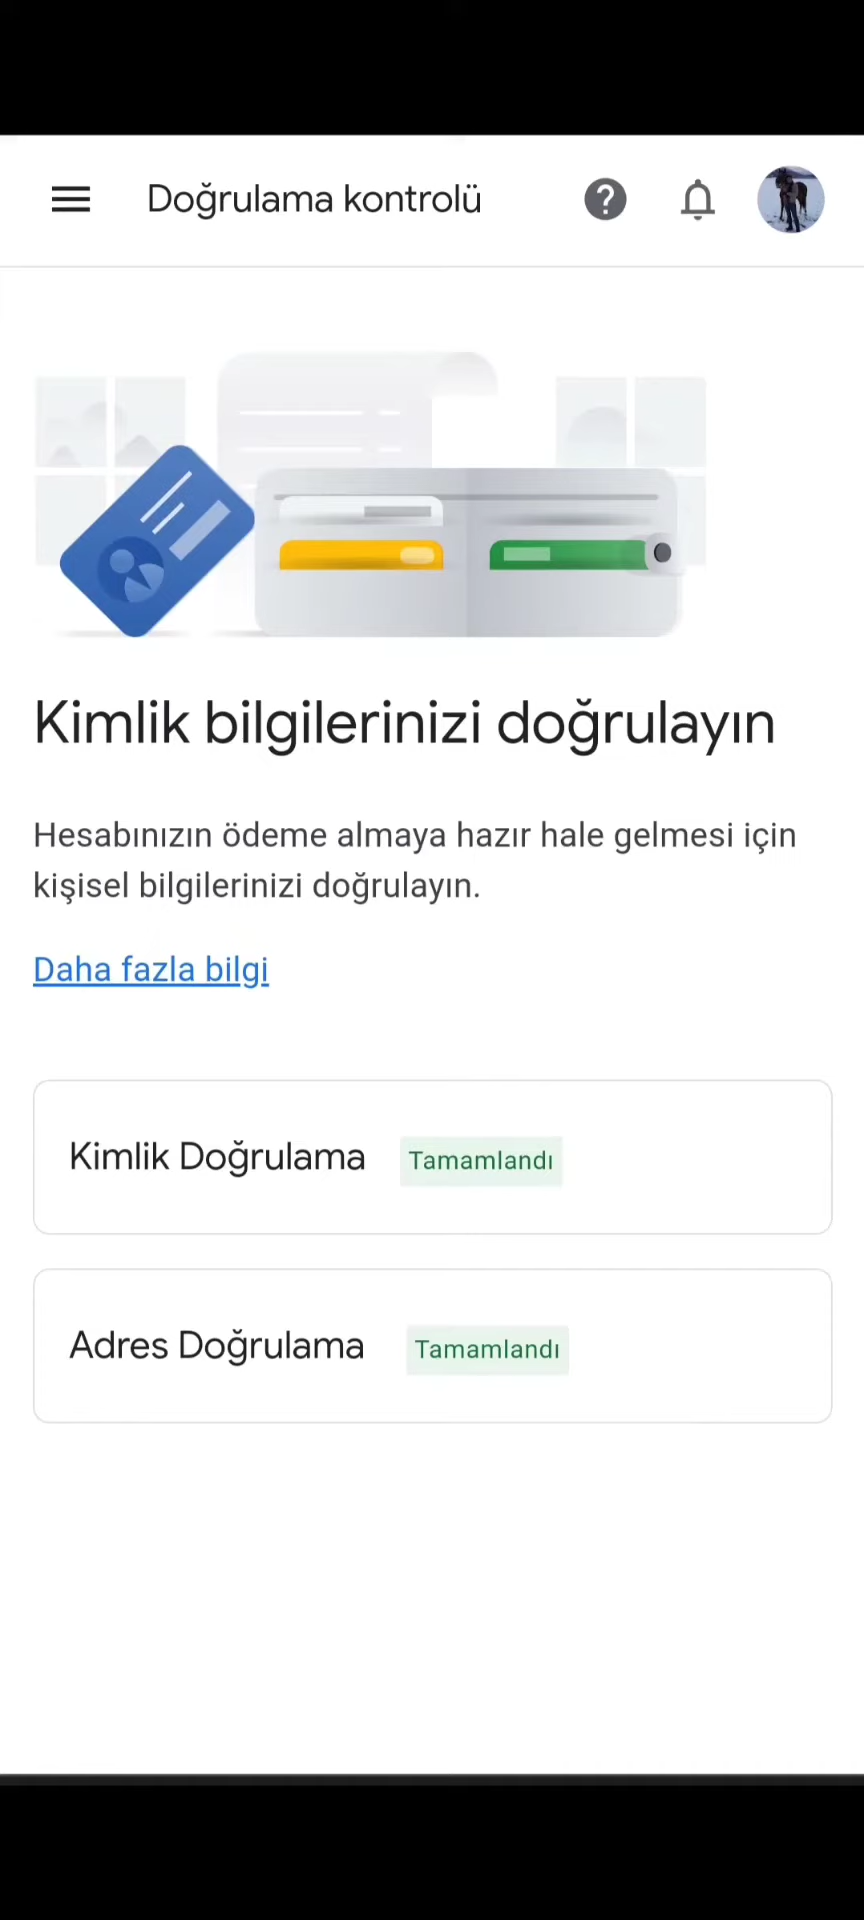 Doğrulama kontrolü
Kimlik bilgilerinizi doğrulayın
Hesabınızın ödeme almaya hazır hale gelmesi için
kişisel bilgilerinizi doğrulayın.
Daha fazla bilgi
Kimlik Doğrulama Tamamlandı
Adres Doğrulama Tamamlandı